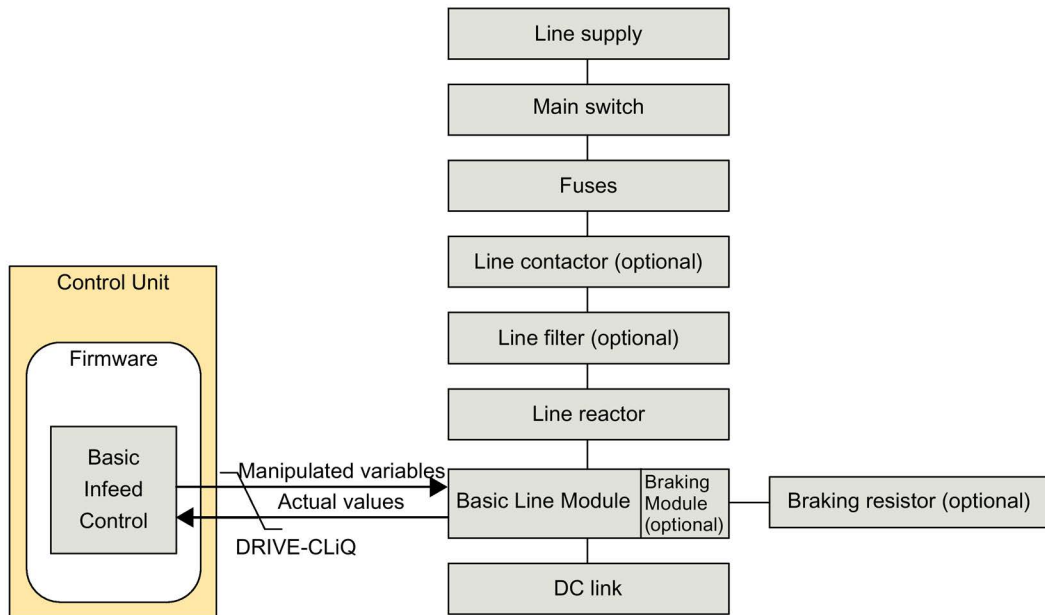 Line supply
Main switch
Fuses
Line contactor (optional)
Line filter (optional)
Line reactor
Control Unit
Firmware
Basic
Infeed
Control
Manipulated variables
Actual values
DRIVE-CLiQ
Basic Line Module
Braking
Module
(optional)
Braking resistor (optional)
DC link